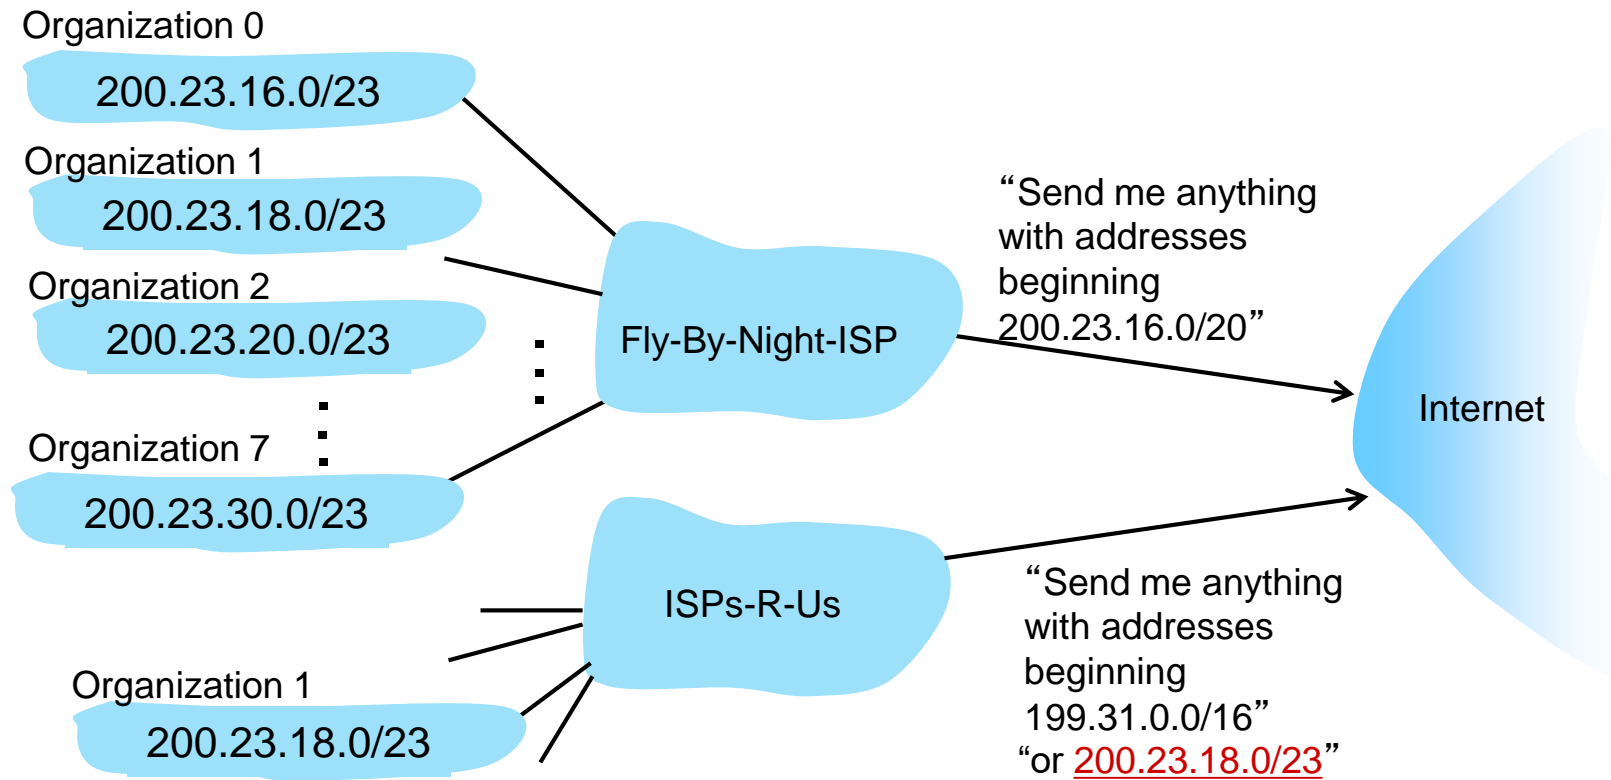 Organization 0
200.23.16.0/23
Organization 1
200.23.18.0/23
Organization 2
200.23.20.0/23
Organization 7
200.23.30.0/23
Fly-By-Night-ISP
“Send me anything
with addresses
beginning
200.23.16.0/20”
Internet
ISPs-R-Us
Organization 1
200.23.18.0/23
“Send me anything
with addresses
beginning
199.31.0.0/16”
“or 200.23.18.0/23”